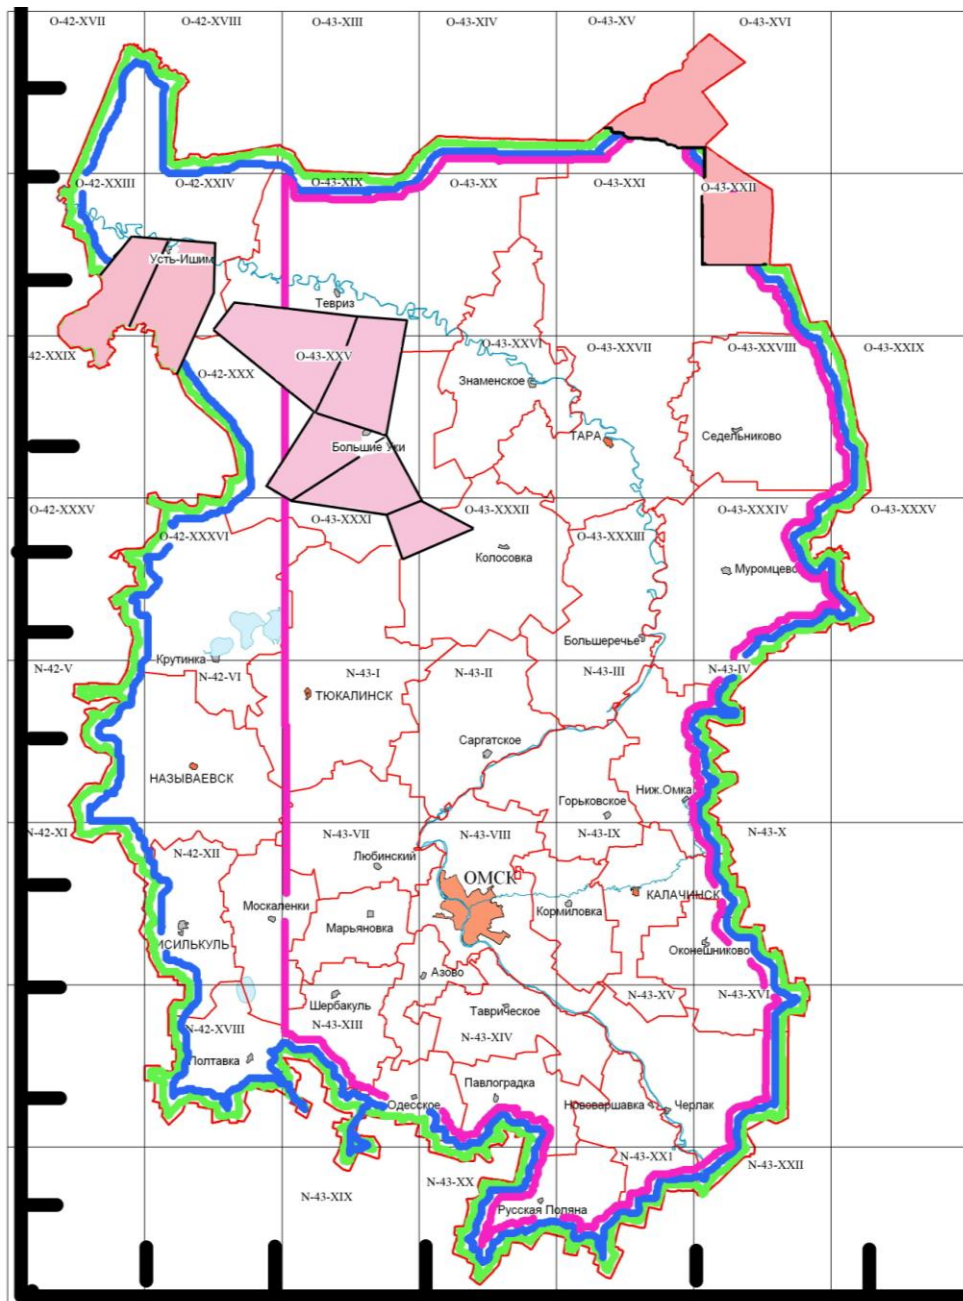 O-42-XVII
O-42-XVIII
O-43-XIII
O-43-XIV
O-43-XV
O-43-XVI
O-42-XXIII
O-42-XXIV
O-43-XIX
O-43-XX
O-43-XXI
O-43-XXII
Усть-Ишим
Тевриз
42-XXIX
O-42-XXX
O-43-XXV
O-43-XXVI
O-43-XXVII
O-43-XXVIII
O-43-XXIX
Знаменское
Большие Уки
ТАРА
Седельниково
O-42-XXXV
O-42-XXXVI
O-43-XXXI
O-43-XXXII
O-43-XXXIII
O-43-XXXIV
O-43-XXXV
Колосовка
Муромцево
Большеречье
Крутинка
N-42-V
N-42-VI
N-43-I
N-43-II
N-43-III
N-43-IV
ТЮКАЛИНСК
Саргатское
НАЗЫВАЕВСК
Горьковское
Ниж.Омка
N-42-XI
N-42-XII
N-43-VII
N-43-VIII
N-43-IX
N-43-X
Любинский
ОМСК
КАЛАЧИНСК
Москаленки
Марьяновка
Кормиловка
ИСИЛЬКУЛЬ
Оконешниково
Азово
Шербакуль
Таврическое
N-43-XV
N-43-XVI
N-42-XVIII
N-43-XIII
N-43-XIV
Полтавка
Павлоградка
Одесское
Нововаршавка
Черлак
N-43-XIX
N-43-XX
N-43-XXI
N-43-XXII
Русская Поляна